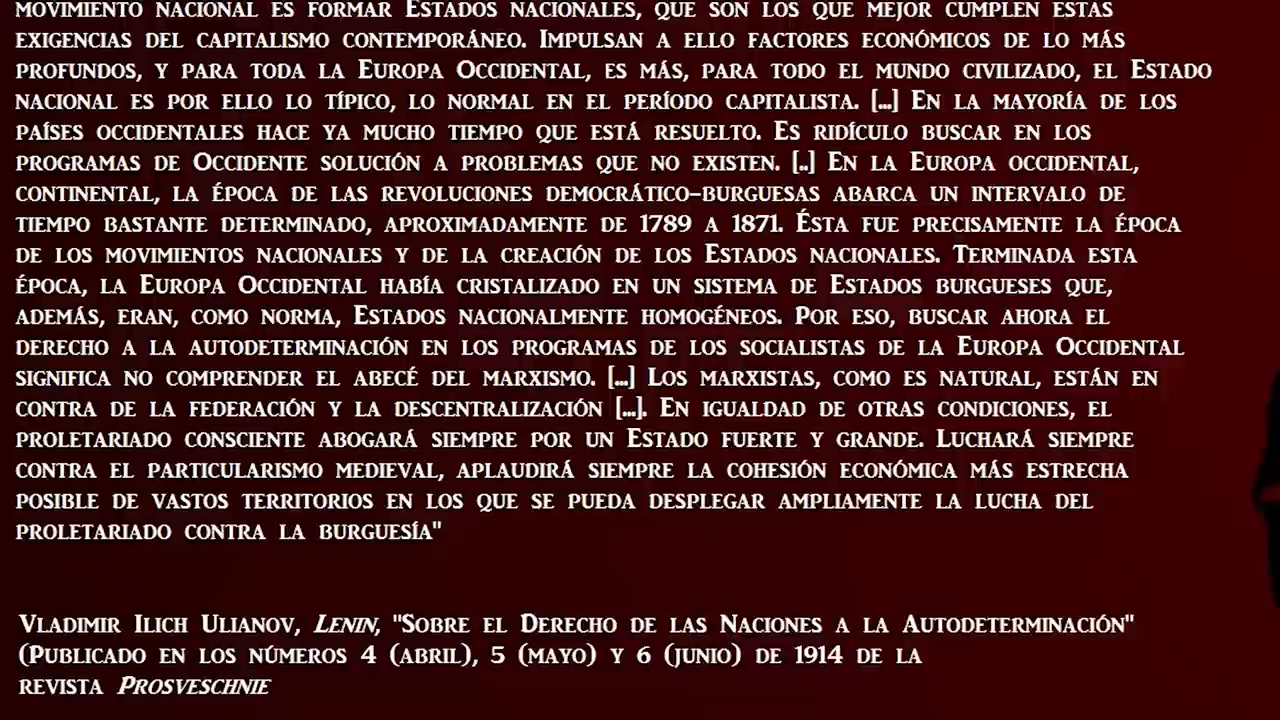 MOVIMIENTO NACIONAL ES FORMAR ESTADOS NACIONALES, QUE SON LOS QUE MEJOR CUMPLEN ESTAS
EXIGENCIAS DEL CAPITALISMO CONTEMPORÁNEO. IMPULSAN A ELLO FACTORES ECONÓMICOS DE LO MÁS
PROFUNDOS, Y PARA TODA LA EUROPA OCCIDENTAL, ES MÁS, PARA TODO EL MUNDO CIVILIZADO, EL ESTADO
NACIONAL ES POR ELLO LO TÍPICO, LO NORMAL EN EL PERÍODO CAPITALISTA. [...] EN LA MAYORÍA DE LOS
PAÍSES OCCIDENTALES HACE YA MUCHO TIEMPO QUE ESTÁ RESUELTO. ES RIDÍCULO BUSCAR EN LOS
PROGRAMAS DE OCCIDENTE SOLUCIÓN A PROBLEMAS QUE NO EXISTEN. [..] EN LA EUROPA OCCIDENTAL,
CONTINENTAL, LA ÉPOCA DE LAS REVOLUCIONES DEMOCRÁTICO-BURGUESAS ABARCA UN INTERVALO DE
TIEMPO BASTANTE DETERMINADO, APROXIMADAMENTE DE 1789 A 1871. ÉSTA FUE PRECISAMENTE LA ÉPOCA
DE LOS MOVIMIENTOS NACIONALES Y DE LA CREACIÓN DE LOS ESTADOS NACIONALES. TERMINADA ESTA
ÉPOCA, LA EUROPA OCCIDENTAL HABÍA CRISTALIZADO EN UN SISTEMA DE ESTADOS BURGUESES QUE,
ADEMÁS, ERAN, COMO NORMA, ESTADOS NACIONALMENTE HOMOGÉNEOS. POR ESO, BUSCAR AHORA EL
DERECHO A LA AUTODETERMINACIÓN EN LOS PROGRAMAS DE LOS SOCIALISTAS DE LA EUROPA OCCIDENTAL
SIGNIFICA NO COMPRENDER EL ABECÉ DEL MARXISMO. [...] LOS MARXISTAS, COMO ES NATURAL, ESTÁN EN
CONTRA DE LA FEDERACIÓN Y LA DESCENTRALIZACIÓN [...]. EN IGUALDAD DE OTRAS CONDICIONES, EL
PROLETARIADO CONSCIENTE ABOGARÁ SIEMPRE POR UN ESTADO FUERTE Y GRANDE. LUCHARÁ SIEMPRE
CONTRA EL PARTICULARISMO MEDIEVAL, APLAUDIRÁ SIEMPRE LA COHESIÓN ECONÓMICA MÁS ESTRECHA
POSIBLE DE VASTOS TERRITORIOS EN LOS QUE SE PUEDA DESPLEGAR AMPLIAMENTE LA LUCHA DEL
PROLETARIADO CONTRA LA BURGUESÍA"
VLADIMIR ILICH ULIANOV, LENIN, "SOBRE EL DERECHO DE LAS NACIONES A LA AUTODETERMINACIÓN"
(PUBLICADO EN LOS NÚMEROS 4 (ABRIL), 5 (MAYO) Y 6 (JUNIO) DE 1914 DE LA
REVISTA PROSVESCHNIE